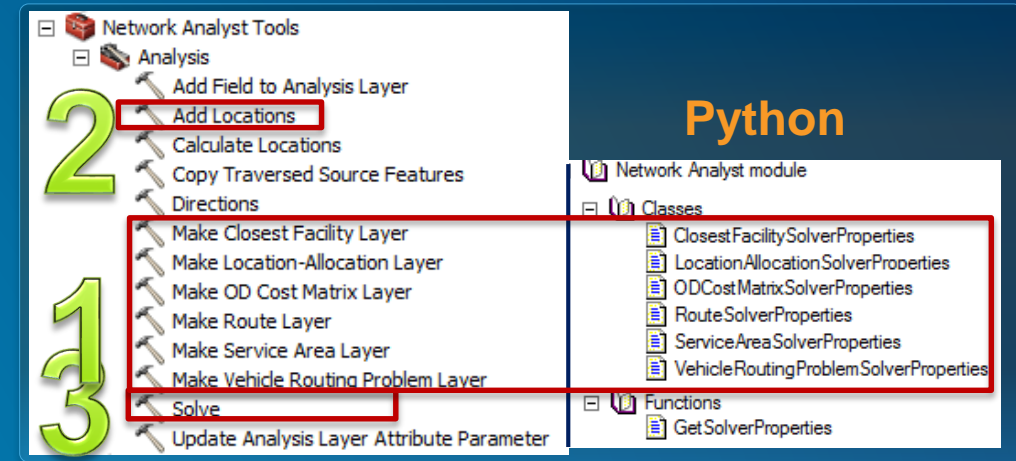 Network Analyst Tools
Analysis
Add Field to Analysis Layer
2
Add Locations
Calculate Locations
Copy Traversed Source Features
Directions
Make Closest Facility Layer
Make Location-Allocation Layer
Make OD Cost Matrix Layer
1
Make Route Layer
Make Service Area Layer
Make Vehicle Routing Problem Layer
3
Solve
Update Analysis Layer Attribute Parameter
Python
Network Analyst module
Classes
ClosestFacilitySolverProperties
LocationAllocationSolverProperties
ODCostMatrixSolverProperties
RouteSolverProperties
ServiceAreaSolverProperties
VehicleRoutingProblemSolverProperties
Functions
GetSolverProperties